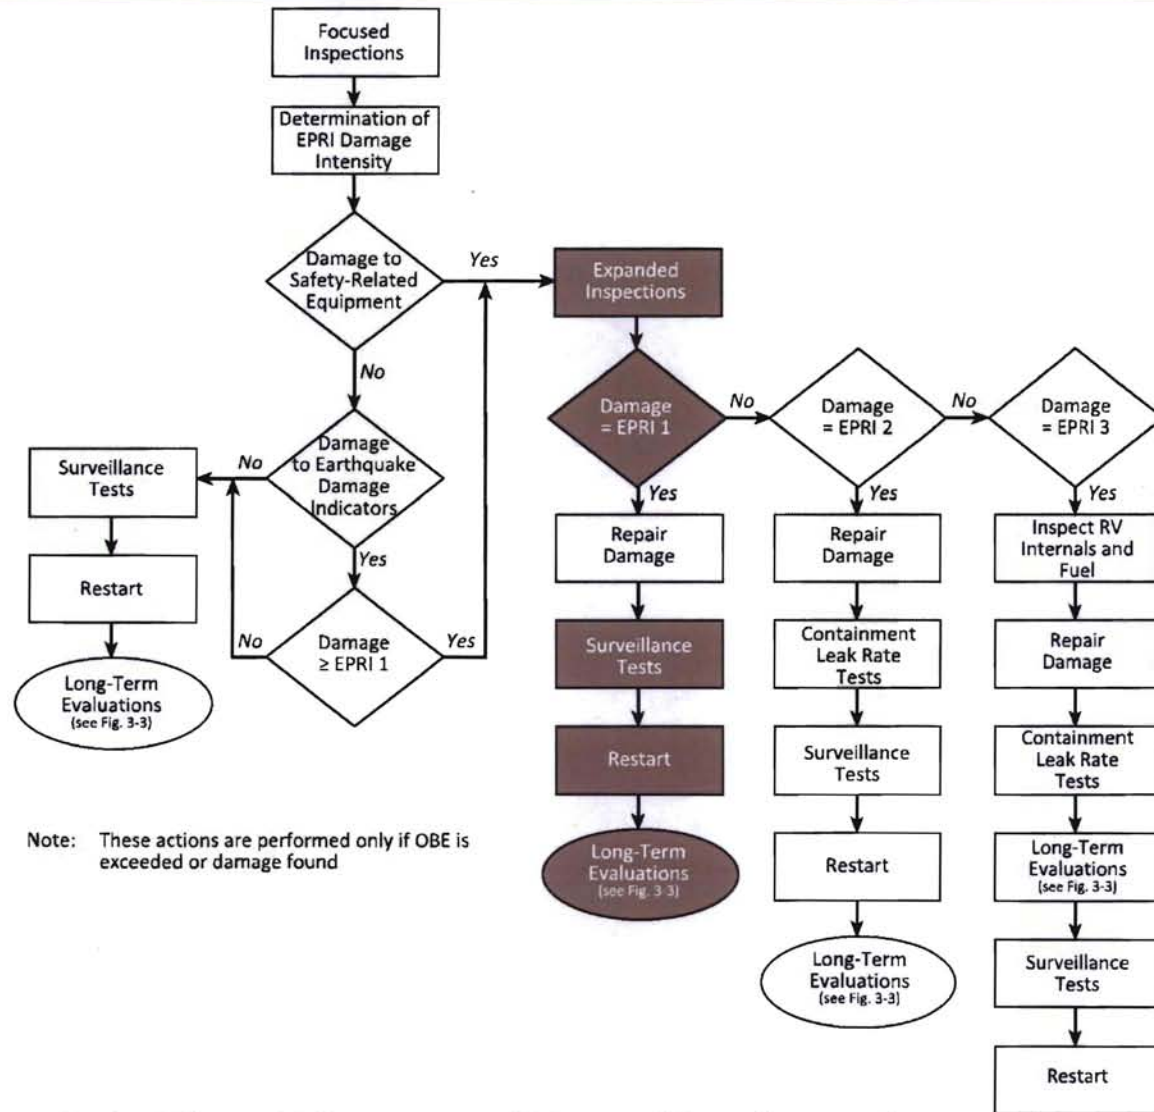 Focused
Inspections
Determination of
EPRI Damage
Intensity
Damage to
Safety-Related
Equipment
Yes
No
Damage
to Earthquake
Damage
Indicators
No
Yes
Surveillance
Tests
Restart
Long-Term
Evaluations
(see Fig. 3-3)
Damage
≥ EPRI 1
No
Yes
Expanded
Inspections
Damage
= EPRI 1
No
Yes
Repair
Damage
Surveillance
Tests
Restart
Long-Term
Evaluations
(see Fig. 3-3)
Damage
= EPRI 2
No
Yes
Repair
Damage
Containment
Leak Rate
Tests
Surveillance
Tests
Restart
Long-Term
Evaluations
(see Fig. 3-3)
Damage
= EPRI 3
Yes
Inspect RV
Internals and
Fuel
Repair
Damage
Containment
Leak Rate
Tests
Long-Term
Evaluations
(see Fig. 3-3)
Surveillance
Tests
Restart
Note: These actions are performed only if OBE is
exceeded or damage found